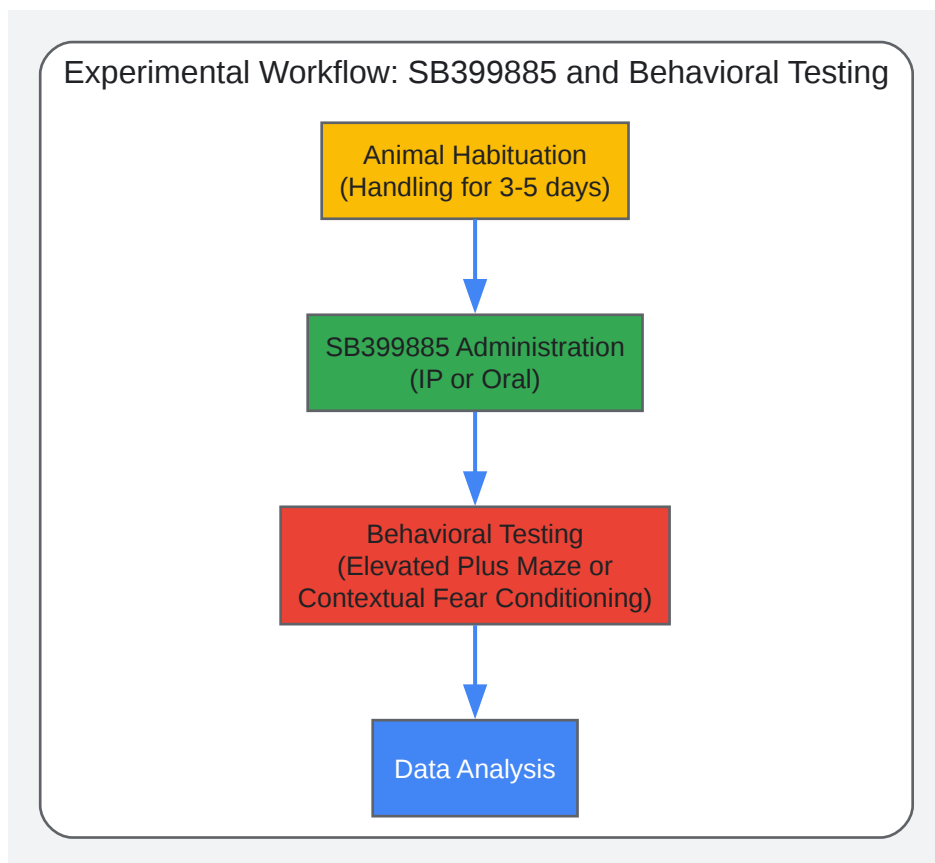 Experimental Workflow: SB399885 and Behavioral Testing
Animal Habituation
(Handling for 3-5 days)
SB399885 Administration
(IP or Oral)
Behavioral Testing
(Elevated Plus Maze or
Contextual Fear Conditioning)
Data Analysis